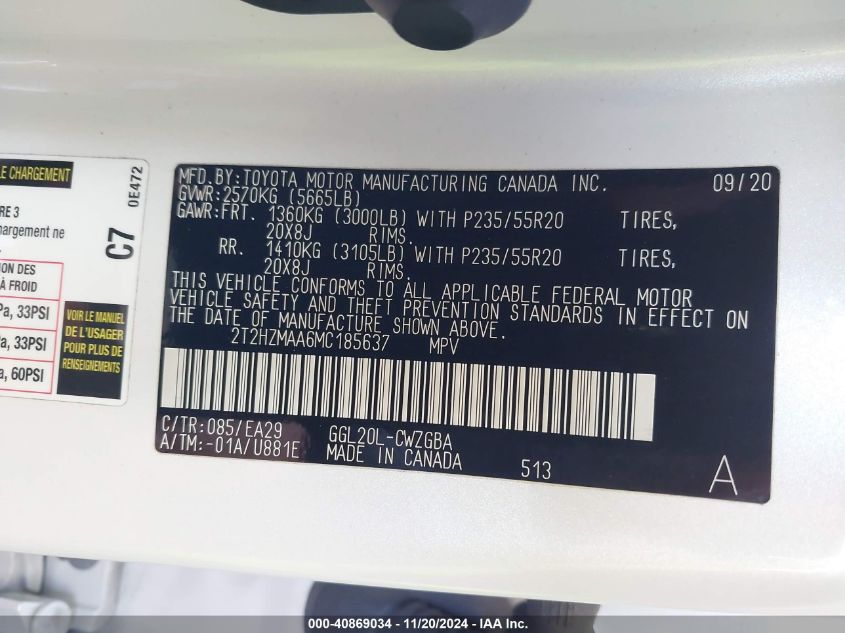 LE CHARGEMENT
RE 3
hargement ne
ION DES
À FROID
Pa, 33PSI
a, 33PSI
a, 60PSI
VOIR LE MANUEL
DE L'USAGER
POUR PLUS DE
RENSEIGNEMENTS
C7
0E472
MFD.BY:TOYOTA MOTOR MANUFACTURING CANADA INC. 09/20
GVWR:2570KG (5665LB)
GAWR:FRT. 1360KG (3000LB) WITH P235/55R20 TIRES,
20X8J RIMS.
RR. 1410KG (3105LB) WITH P235/55R20 TIRES,
20X8J RIMS.
THIS VEHICLE CONFORMS TO ALL APPLICABLE FEDERAL MOTOR
VEHICLE SAFETY AND THEFT PREVENTION STANDARDS IN EFFECT ON
THE DATE OF MANUFACTURE SHOWN ABOVE.
2T2HZMAA6MC185637 MPV
C/TR:085/EA29 GGL20L-CWZGBA
A/TM:-01A/U881E MADE IN CANADA 513 A
000-40869034 - 11/20/2024 - IAA Inc.